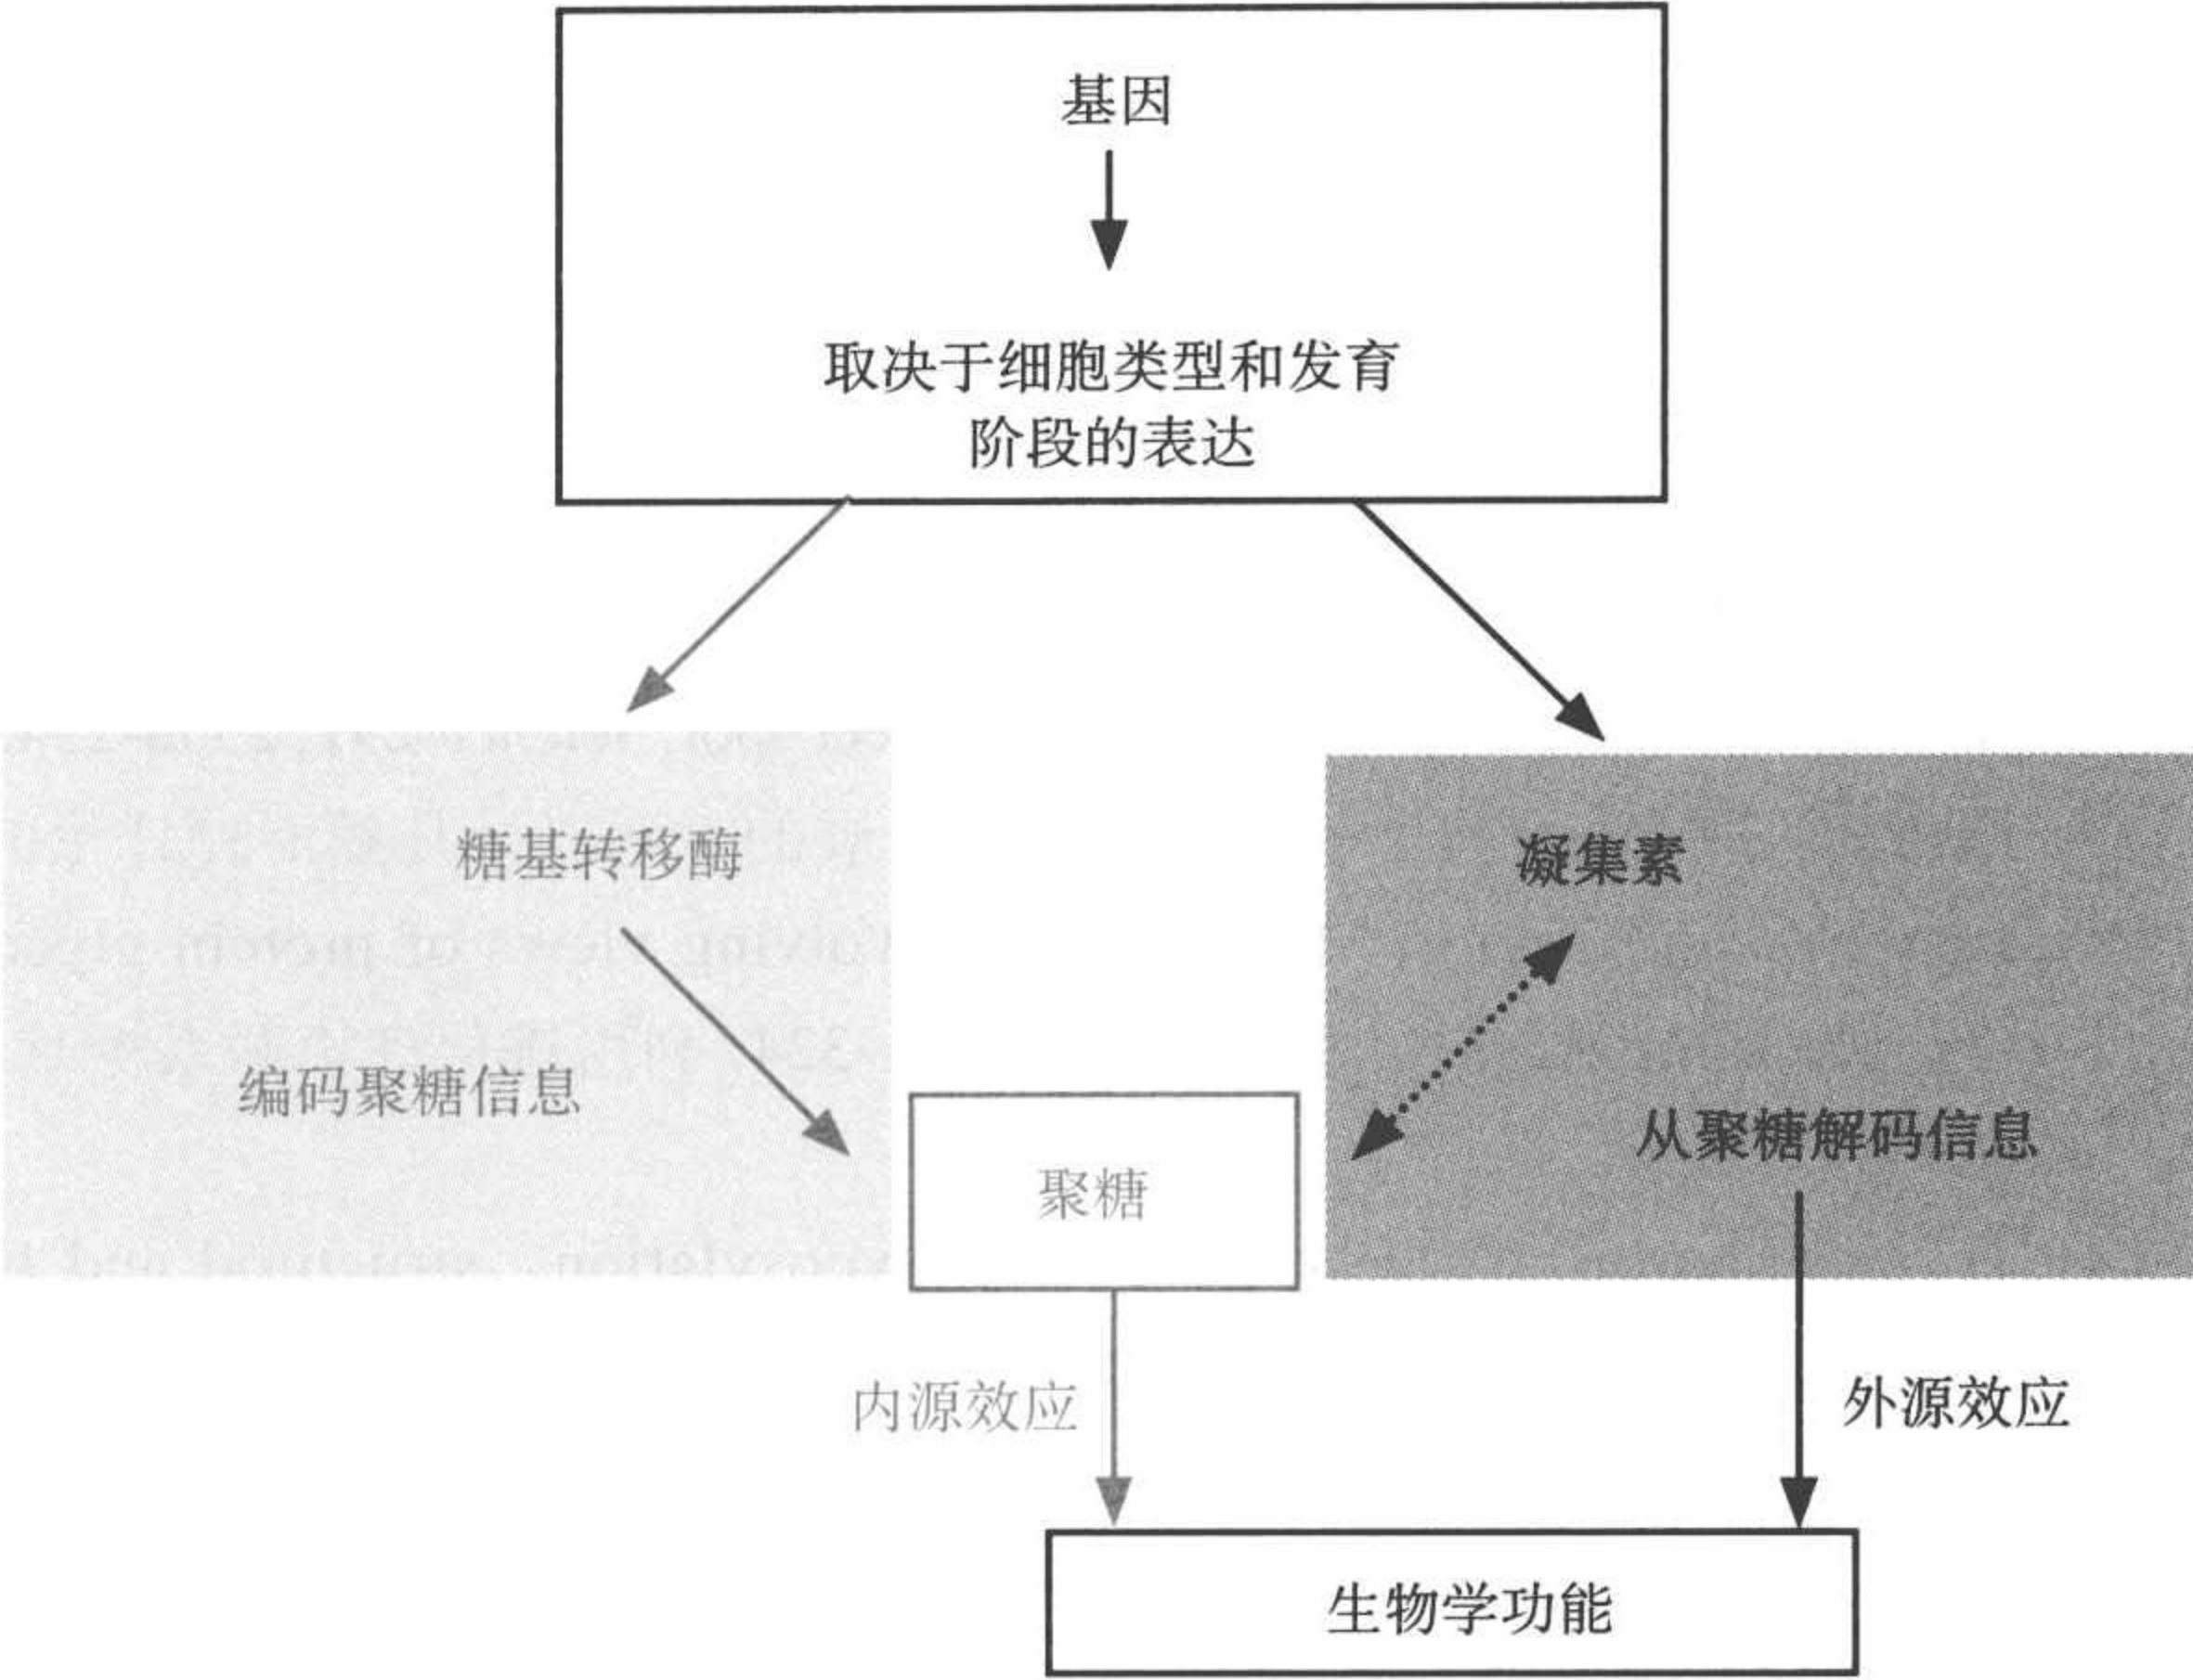 基因
取决于细胞类型和发育
阶段的表达
糖基转移酶
凝集素
编码聚糖信息
从聚糖解码信息
聚糖
内源效应
外源效应
生物学功能